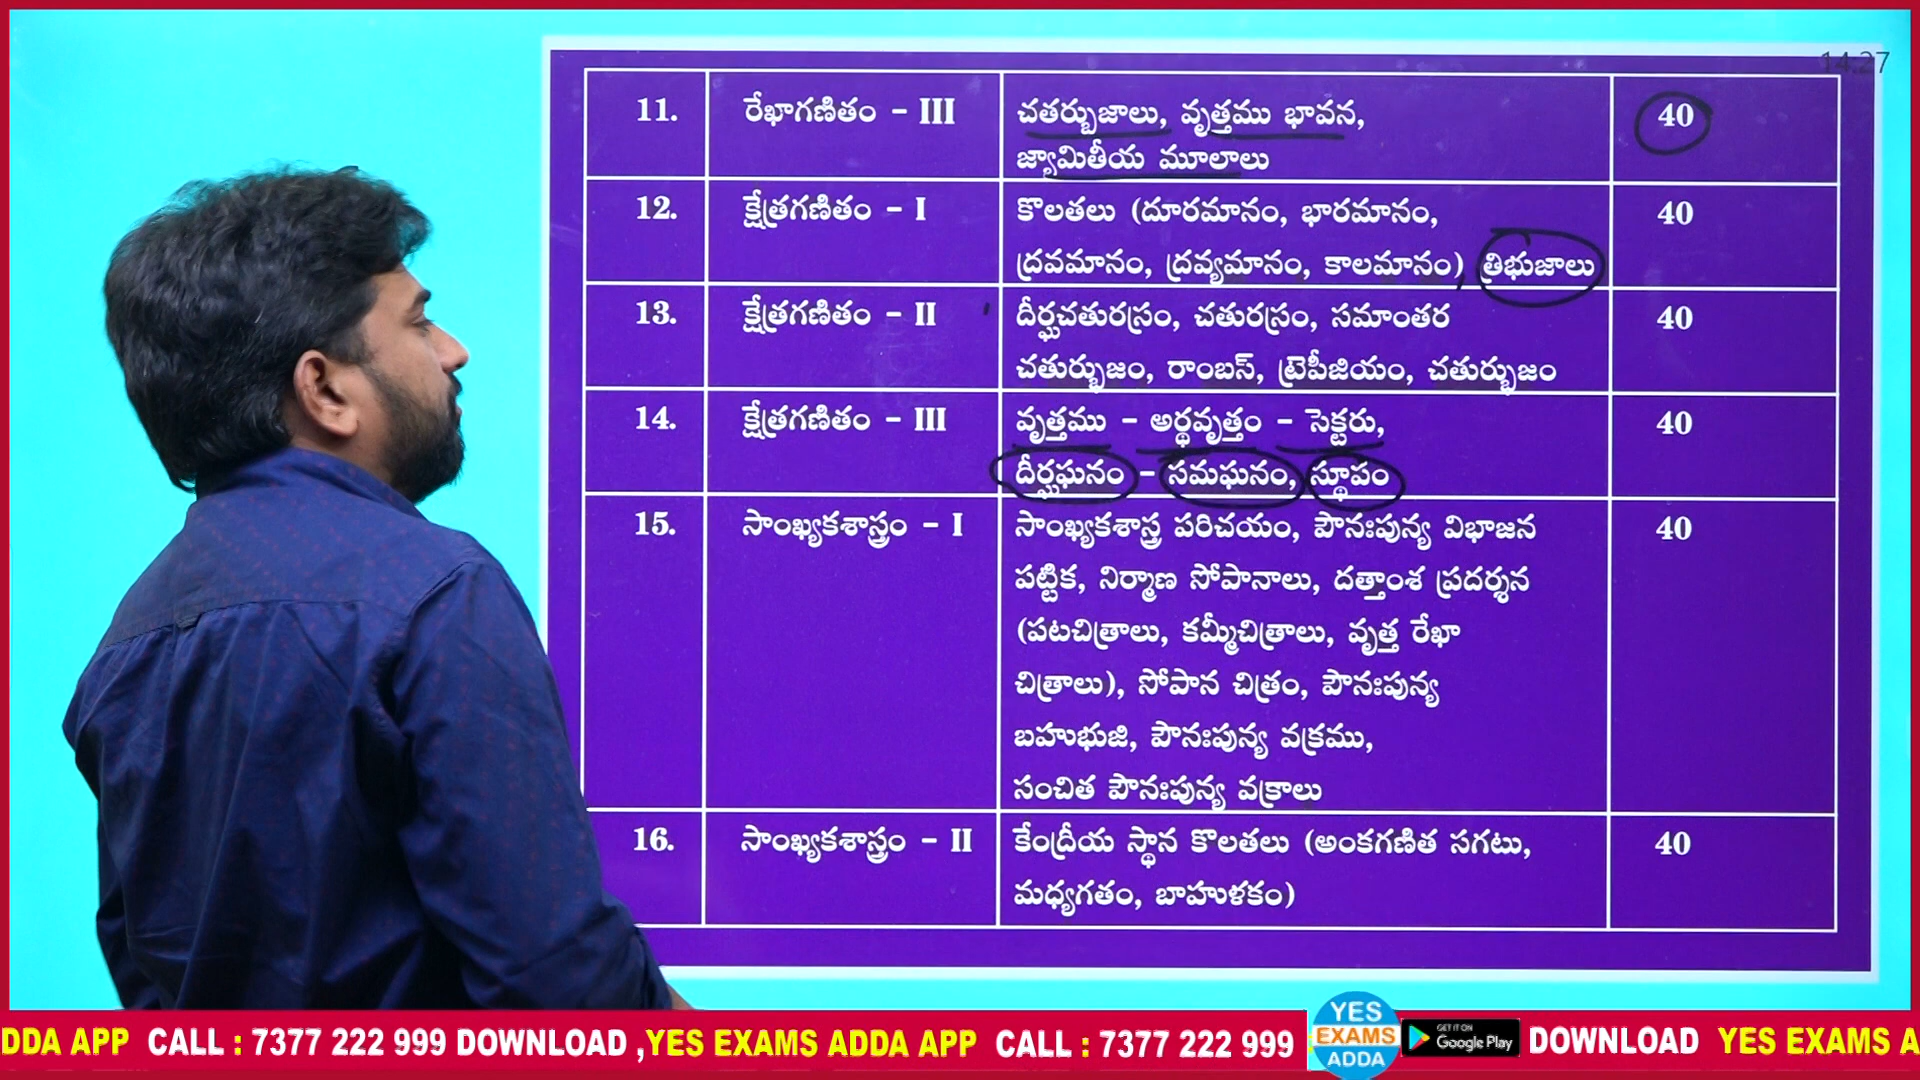 14.27
11. రేఖాగణితం - III చతుర్భుజాలు, వృత్తము భావన, 40
జ్యామితీయ మూలాలు
12. క్షేత్రగణితం - I కొలతలు (దూరమానం, భారమానం, 40
ద్రవమానం, ద్రవ్యమానం, కాలమానం) త్రిభుజాలు
13. క్షేత్రగణితం - II దీర్ఘచతురస్రం, చతురస్రం, సమాంతర 40
చతుర్భుజం, రాంబస్, ట్రెపీజియం, చతుర్భుజం
14. క్షేత్రగణితం - III వృత్తము - అర్థవృత్తం - సెక్టరు, 40
దీర్ఘఘనం - సమఘనం, స్థూపం
15. సాంఖ్యకశాస్త్రం - I సాంఖ్యకశాస్త్ర పరిచయం, పౌనఃపున్య విభాజన 40
పట్టిక, నిర్మాణ సోపానాలు, దత్తాంశ ప్రదర్శన
(పటచిత్రాలు, కమ్మీచిత్రాలు, వృత్త రేఖా
చిత్రాలు), సోపాన చిత్రం, పౌనఃపున్య
బహుభుజి, పౌనఃపున్య వక్రము,
సంచిత పౌనఃపున్య వక్రాలు
16. సాంఖ్యకశాస్త్రం - II కేంద్రీయ స్థాన కొలతలు (అంకగణిత సగటు, 40
మధ్యగతం, బాహుళకం)
DDA APP CALL : 7377 222 999 DOWNLOAD ,YES EXAMS ADDA APP CALL : 7377 222 999 YES EXAMS ADDA GET IT ON Google Play DOWNLOAD YES EXAMS A